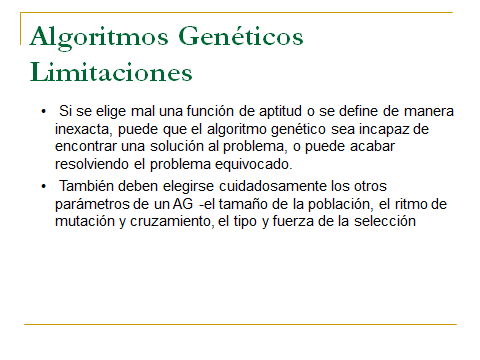 Algoritmos Genéticos
Limitaciones
• Si se elige mal una función de aptitud o se define de manera
inexacta, puede que el algoritmo genético sea incapaz de
encontrar una solución al problema, o puede acabar
resolviendo el problema equivocado.
• También deben elegirse cuidadosamente los otros
parámetros de un AG -el tamaño de la población, el ritmo de
mutación y cruzamiento, el tipo y fuerza de la selección